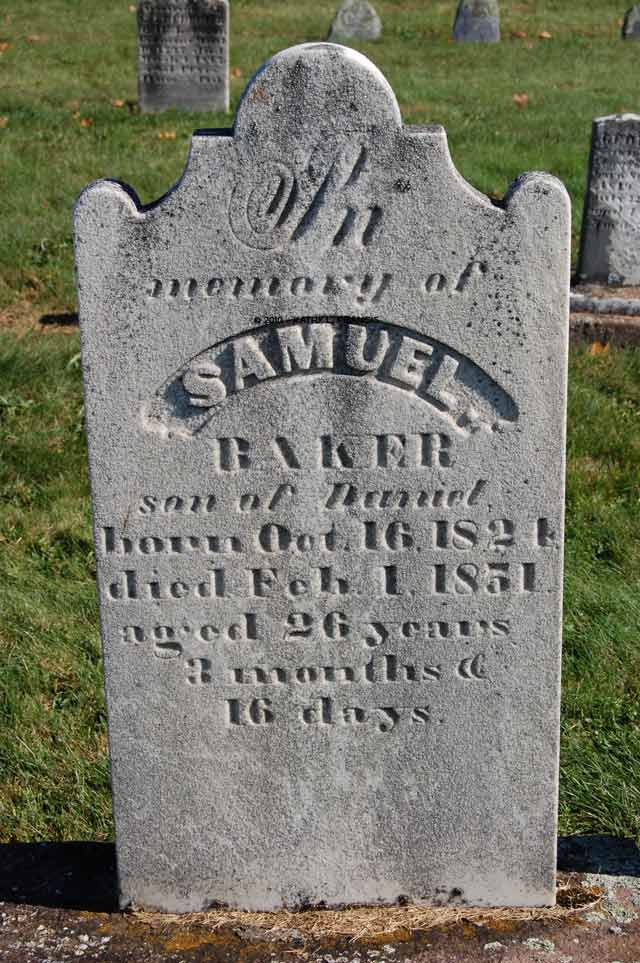 In
memory of
SAMUEL
BAKER
son of Daniel,
born Oct. 16, 1824
died Feb. 1, 1851.
aged 26 years
3 months &
16 days.